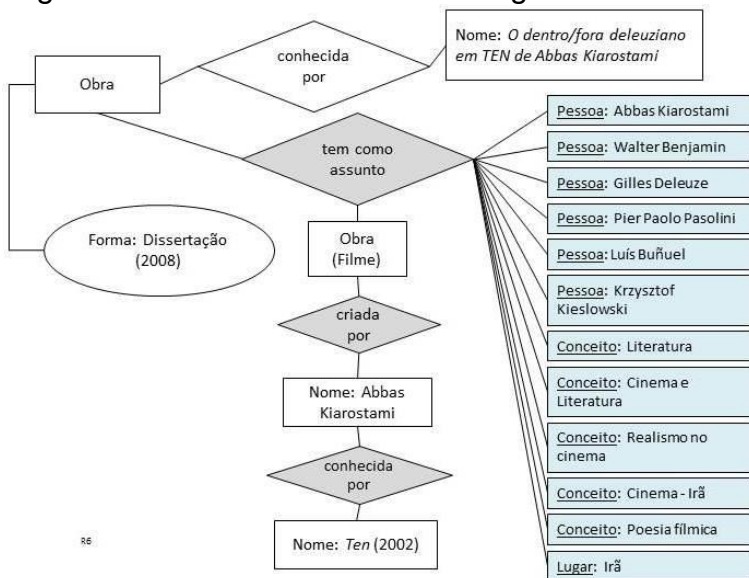 Nome: O dentro/fora deleuziano
em TEN de Abbas Kiarostami
conhecida
por
Obra
tem como
assunto
Forma: Dissertação
(2008)
Obra
(Filme)
criada
por
Nome: Abbas
Kiarostami
conhecida
por
Nome: Ten (2002)
Pessoa: Abbas Kiarostami
Pessoa: Walter Benjamin
Pessoa: Gilles Deleuze
Pessoa: Pier Paolo Pasolini
Pessoa: Luís Buñuel
Pessoa: Krzysztof
Kieslowski
Conceito: Literatura
Conceito: Cinema e
Literatura
Conceito: Realismo no
cinema
Conceito: Cinema - Irã
Conceito: Poesia fílmica
Lugar: Irã
R6